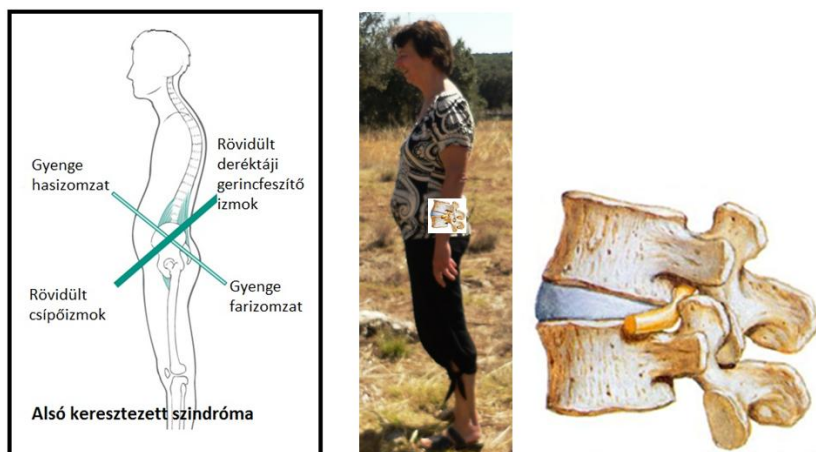 Gyenge
hasizomzat
Rövidült
deréktáji
gerincfeszítő
izmok
Rövidült
csípőizmok
Gyenge
farizomzat
Alsó keresztezett szindróma